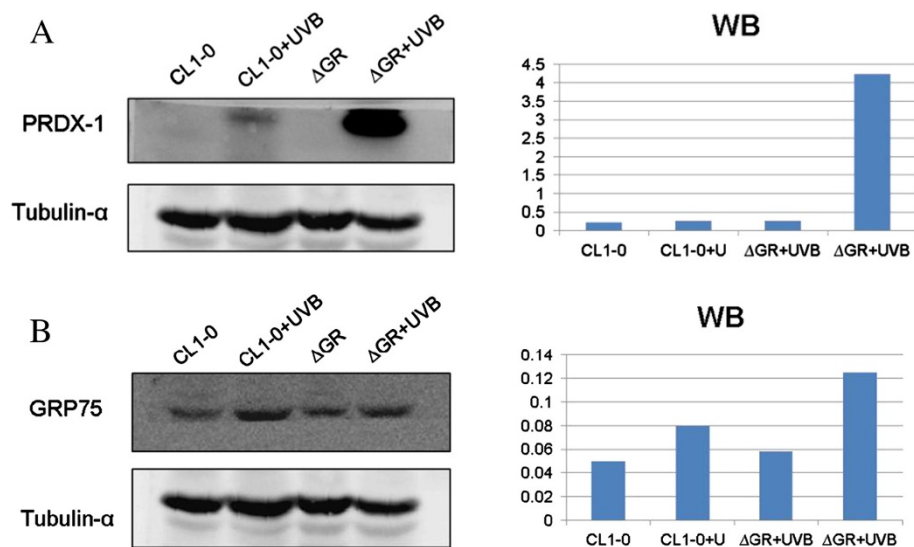 A
CL1-0 CL1-0+UVB ΔGR ΔGR+UVB
PRDX-1
Tubulin-α
WB
4.5
4
3.5
3
2.5
2
1.5
1
0.5
0
CL1-0 CL1-0+U ΔGR+UVB ΔGR+UVB
B
CL1-0 CL1-0+UVB ΔGR ΔGR+UVB
GRP75
Tubulin-α
WB
0.14
0.12
0.1
0.08
0.06
0.04
0.02
0
CL1-0 CL1-0+U ΔGR+UVB ΔGR+UVB